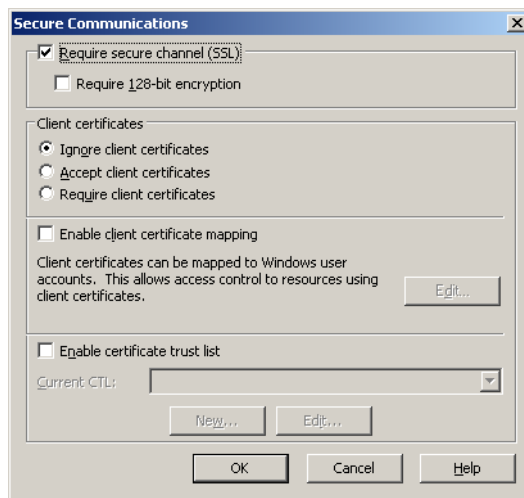 Secure Communications
Require secure channel (SSL)
Require 128-bit encryption
Client certificates
Ignore client certificates
Accept client certificates
Require client certificates
Enable client certificate mapping
Client certificates can be mapped to Windows user
accounts. This allows access control to resources using
client certificates.
Edit...
Enable certificate trust list
Current CTL:
New... Edit...
OK Cancel Help